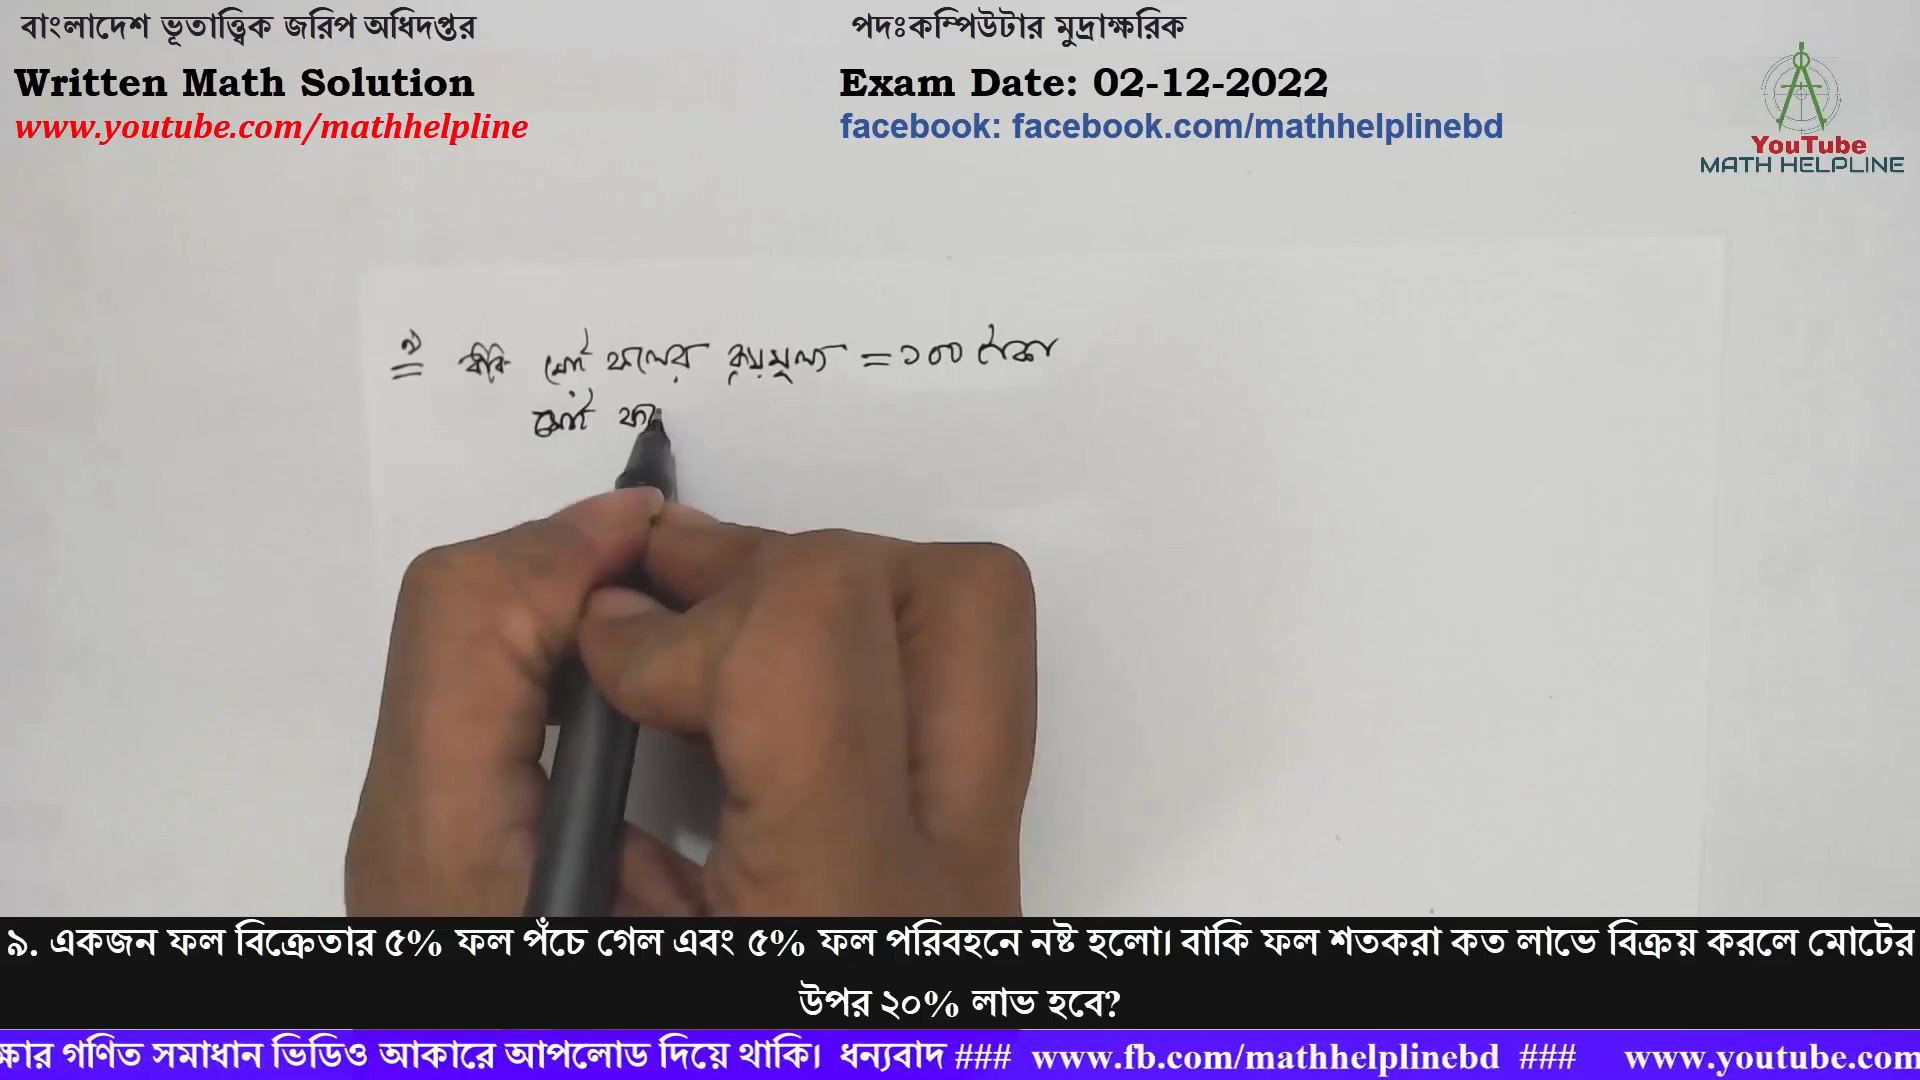 বাংলাদেশ ভূতাত্ত্বিক জরিপ অধিদপ্তর
পদঃকম্পিউটার মুদ্রাক্ষরিক
Written Math Solution
Exam Date: 02-12-2022
www.youtube.com/mathhelpline
facebook: facebook.com/mathhelplinebd
YouTube
MATH HELPLINE
৯ ধরি মোট ফলের ক্রয়মূল্য = ১০০ টাকা
মোট ফ
৯. একজন ফল বিক্রেতার ৫% ফল পঁচে গেল এবং ৫% ফল পরিবহনে নষ্ট হলো। বাকি ফল শতকরা কত লাভে বিক্রয় করলে মোটের
উপর ২০% লাভ হবে?
ক্ষার গণিত সমাধান ভিডিও আকারে আপলোড দিয়ে থাকি। ধন্যবাদ ### www.fb.com/mathhelplinebd ### www.youtube.com